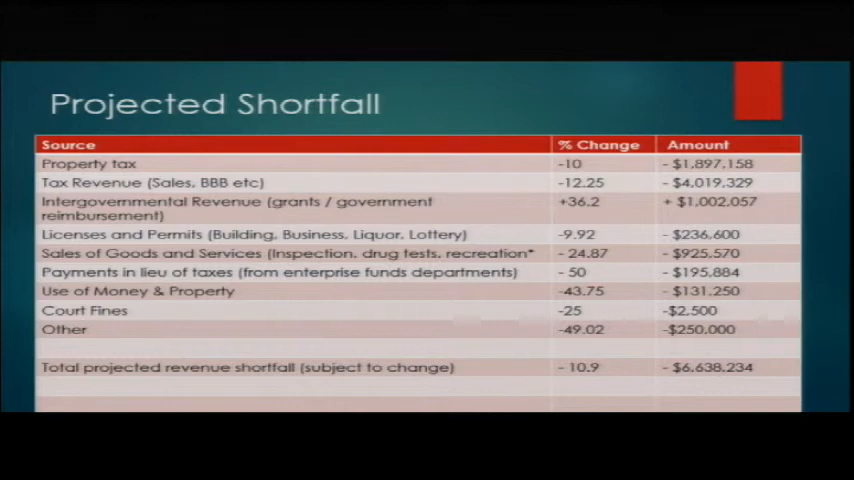 Projected Shortfall
Source % Change Amount
Property tax -10 - $1,897,158
Tax Revenue (Sales, BBB etc) -12.25 - $4,019,329
Intergovernmental Revenue (grants / government +36.2 + $1,002,057
reimbursement)
Licenses and Permits (Building, Business, Liquor, Lottery) -9.92 - $236,600
Sales of Goods and Services (Inspection, drug tests, recreation* - 24.87 - $925,570
Payments in lieu of taxes (from enterprise funds departments) - 50 - $195,884
Use of Money & Property -43.75 - $131,250
Court Fines -25 -$2,500
Other -49.02 -$250,000
Total projected revenue shortfall (subject to change) - 10.9 - $6,638,234